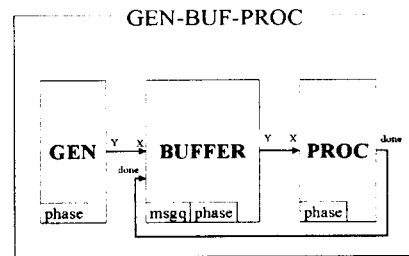 GEN-BUF-PROC
Y X Y X done
GEN BUFFER PROC
done
phase msgq phase phase